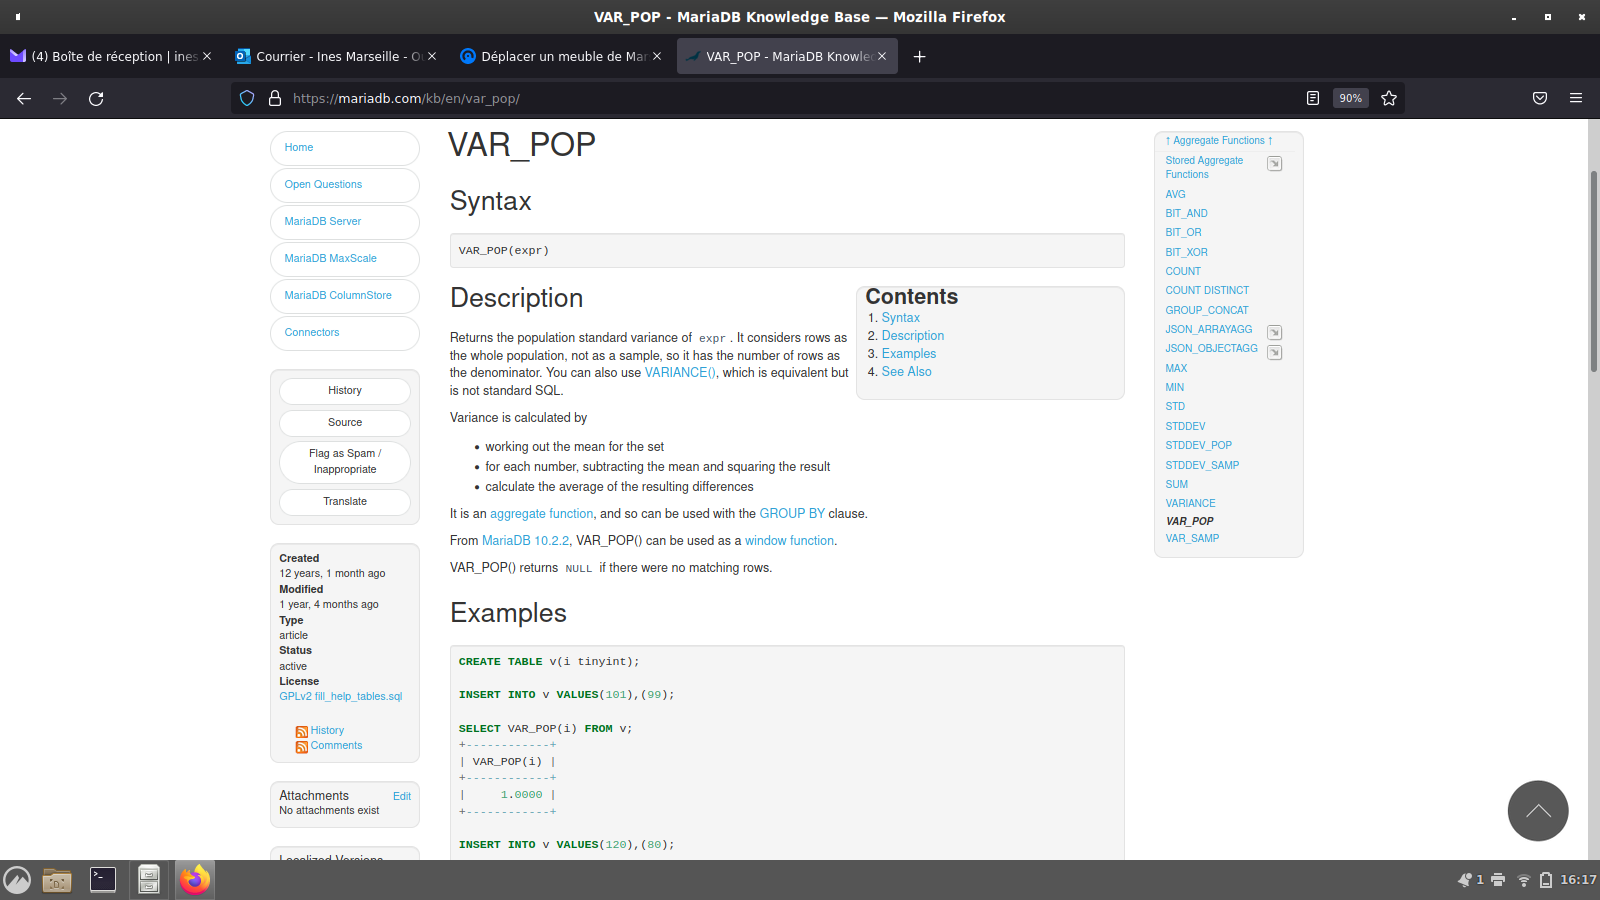 VAR_POP - MariaDB Knowledge Base — Mozilla Firefox
(4) Boîte de réception | ines
Courrier - Ines Marseille - O
Déplacer un meuble de Mar
VAR_POP - MariaDB Knowled
https://mariadb.com/kb/en/var_pop/
90%
Home
Open Questions
MariaDB Server
MariaDB MaxScale
MariaDB ColumnStore
Connectors
History
Source
Flag as Spam /
Inappropriate
Translate
Created
12 years, 1 month ago
Modified
1 year, 4 months ago
Type
article
Status
active
License
GPLv2 fill_help_tables.sql
History
Comments
Attachments
Edit
No attachments exist
Localized Versions
VAR_POP
Syntax
VAR_POP(expr)
Description
Returns the population standard variance of expr . It considers rows as
the whole population, not as a sample, so it has the number of rows as
the denominator. You can also use VARIANCE(), which is equivalent but
is not standard SQL.
Variance is calculated by
• working out the mean for the set
• for each number, subtracting the mean and squaring the result
• calculate the average of the resulting differences
It is an aggregate function, and so can be used with the GROUP BY clause.
From MariaDB 10.2.2, VAR_POP() can be used as a window function.
VAR_POP() returns NULL if there were no matching rows.
Contents
1. Syntax
2. Description
3. Examples
4. See Also
Examples
CREATE TABLE v(i tinyint);
INSERT INTO v VALUES(101),(99);
SELECT VAR_POP(i) FROM v;
+------------+
| VAR_POP(i) |
+------------+
|     1.0000 |
+------------+
INSERT INTO v VALUES(120),(80);
↑ Aggregate Functions ↑
Stored Aggregate
Functions
AVG
BIT_AND
BIT_OR
BIT_XOR
COUNT
COUNT DISTINCT
GROUP_CONCAT
JSON_ARRAYAGG
JSON_OBJECTAGG
MAX
MIN
STD
STDDEV
STDDEV_POP
STDDEV_SAMP
SUM
VARIANCE
VAR_POP
VAR_SAMP
1
16:17